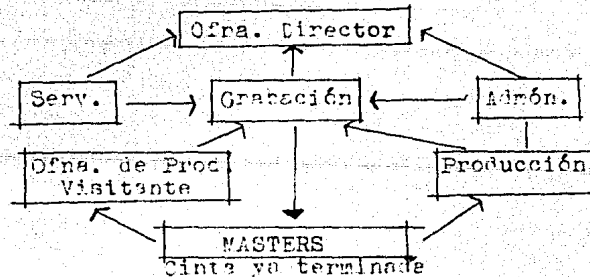 Ofna. Director
Serv.
Grabación
Admón.
Ofna. de Prod.
Visitante
Producción
MASTERS
Cinta ya terminada